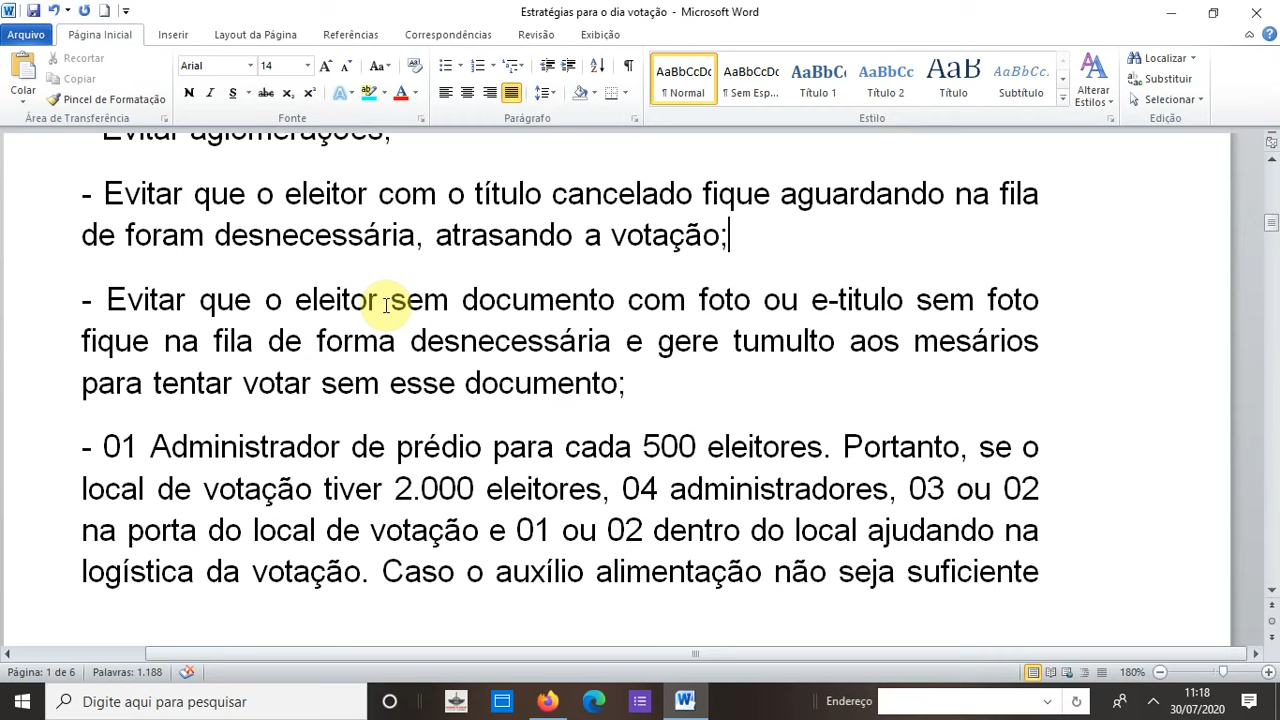 Estratégias para o dia votação - Microsoft Word
Arquivo Página Inicial Inserir Layout da Página Referências Correspondências Revisão Exibição
Colar
Recortar
Copiar
Pincel de Formatação
Área de Transferência
Arial 14
N I S abc x₂ x² A ab A
Fonte
Parágrafo
AaBbCcDc AaBbCcDc AaBbCc AaBbCc AaBb AaBbCc.
¶ Normal ¶ Sem Esp... Título 1 Título 2 Título Subtítulo
Estilo
Alterar Estilos
Localizar
Substituir
Selecionar
Edição
Evitar aglomerações;
- Evitar que o eleitor com o título cancelado fique aguardando na fila
de foram desnecessária, atrasando a votação;
- Evitar que o eleitor sem documento com foto ou e-titulo sem foto
fique na fila de forma desnecessária e gere tumulto aos mesários
para tentar votar sem esse documento;
- 01 Administrador de prédio para cada 500 eleitores. Portanto, se o
local de votação tiver 2.000 eleitores, 04 administradores, 03 ou 02
na porta do local de votação e 01 ou 02 dentro do local ajudando na
logística da votação. Caso o auxílio alimentação não seja suficiente
Página: 1 de 6 Palavras: 1.188 180%
Digite aqui para pesquisar
Endereço
11:18
30/07/2020